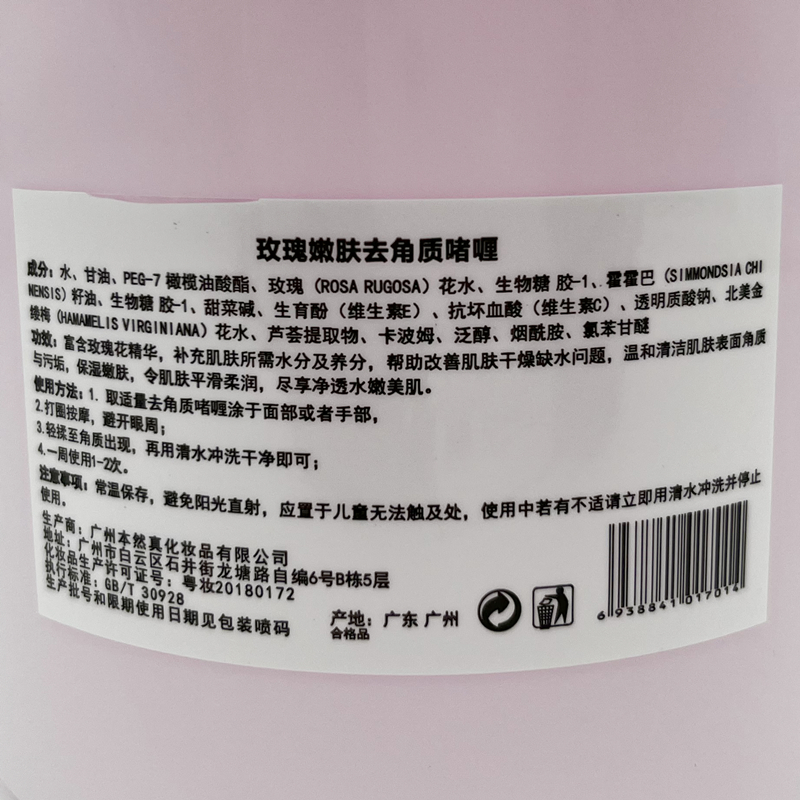 玫瑰嫩肤去角质啫喱
成分：水、甘油、PEG-7 橄榄油酸酯、玫瑰（ROSA RUGOSA）花水、生物糖 胶-1、霍霍巴（SIMMONDSIA CHI
NENSIS）籽油、生物糖 胶-1、甜菜碱、生育酚（维生素E）、抗坏血酸（维生素C）、透明质酸钠、北美金
缕梅（HAMAMELIS VIRGINIANA）花水、芦荟提取物、卡波姆、泛醇、烟酰胺、氯苯甘醚
功效：富含玫瑰花精华，补充肌肤所需水分及养分，帮助改善肌肤干燥缺水问题，温和清洁肌肤表面角质
与污垢，保湿嫩肤，令肌肤平滑柔润，尽享净透水嫩美肌。
使用方法：1. 取适量去角质啫喱涂于面部或者手部，
2.打圈按摩，避开眼周；
3.轻揉至角质出现，再用清水冲洗干净即可；
4.一周使用1-2次。
注意事项：常温保存，避免阳光直射，应置于儿童无法触及处，使用中若有不适请立即用清水冲洗并停止
使用。
生产商：广州本然真化妆品有限公司
地址：广州市白云区石井街龙塘路自编6号B栋5层
化妆品生产许可证号：粤妆20180172
执行标准：GB/T 30928
生产批号和限期使用日期见包装喷码
产地：广东 广州
合格品
6 938841 017014